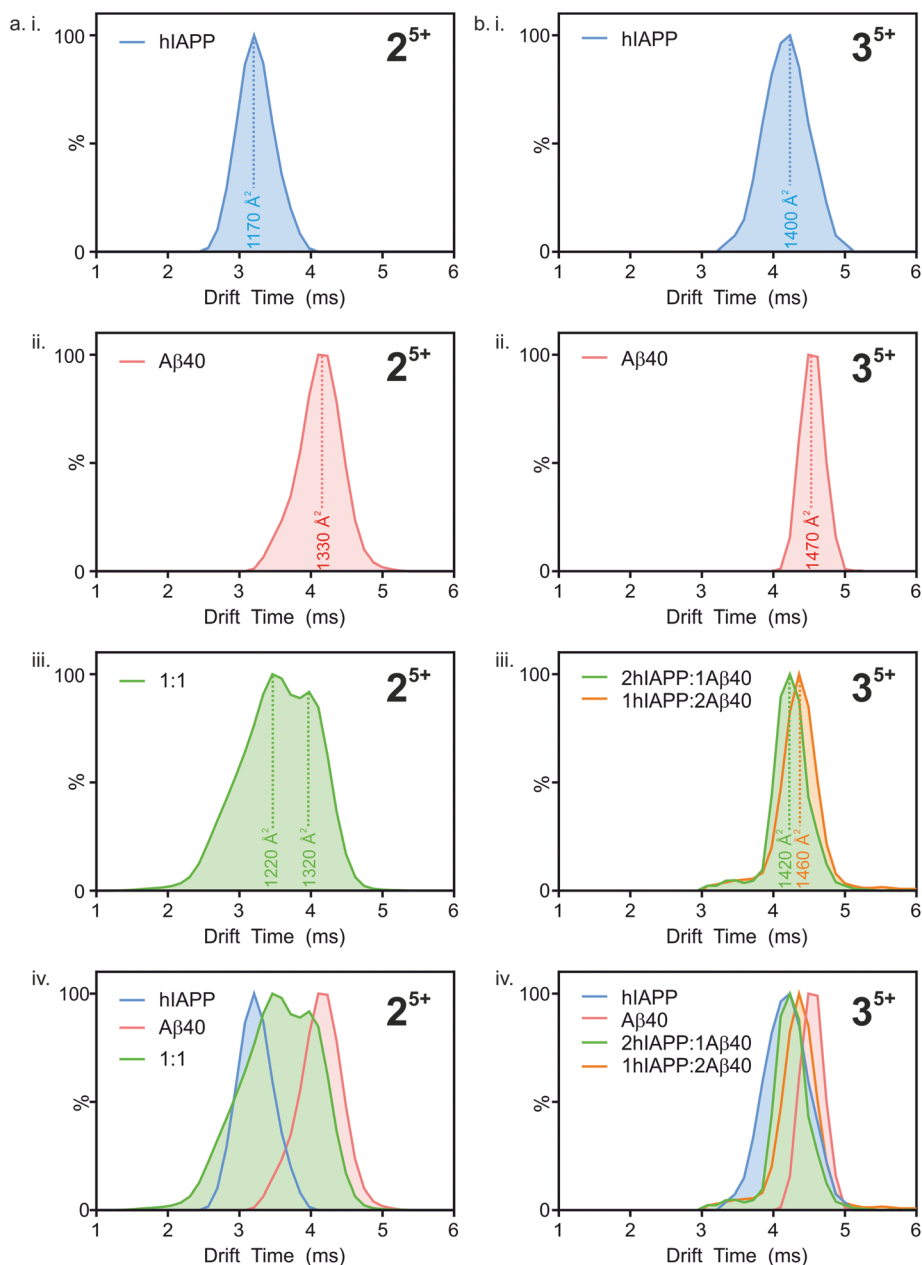 a. i.
100
hIAPP
2⁵⁺
%
1170 Å²
0
1 2 3 4 5 6
Drift Time (ms)
b. i.
100
hIAPP
3⁵⁺
%
1400 Å²
0
1 2 3 4 5 6
Drift Time (ms)
ii.
100
Aβ40
2⁵⁺
%
1330 Å²
0
1 2 3 4 5 6
Drift Time (ms)
ii.
100
Aβ40
3⁵⁺
%
1470 Å²
0
1 2 3 4 5 6
Drift Time (ms)
iii.
100
1:1
2⁵⁺
%
1220 Å²
1320 Å²
0
1 2 3 4 5 6
Drift Time (ms)
iii.
100
2hIAPP:1Aβ40
1hIAPP:2Aβ40
3⁵⁺
%
1420 Å²
1460 Å²
0
1 2 3 4 5 6
Drift Time (ms)
iv.
100
hIAPP
Aβ40
1:1
2⁵⁺
%
0
1 2 3 4 5 6
Drift Time (ms)
iv.
100
hIAPP
Aβ40
2hIAPP:1Aβ40
1hIAPP:2Aβ40
3⁵⁺
%
0
1 2 3 4 5 6
Drift Time (ms)